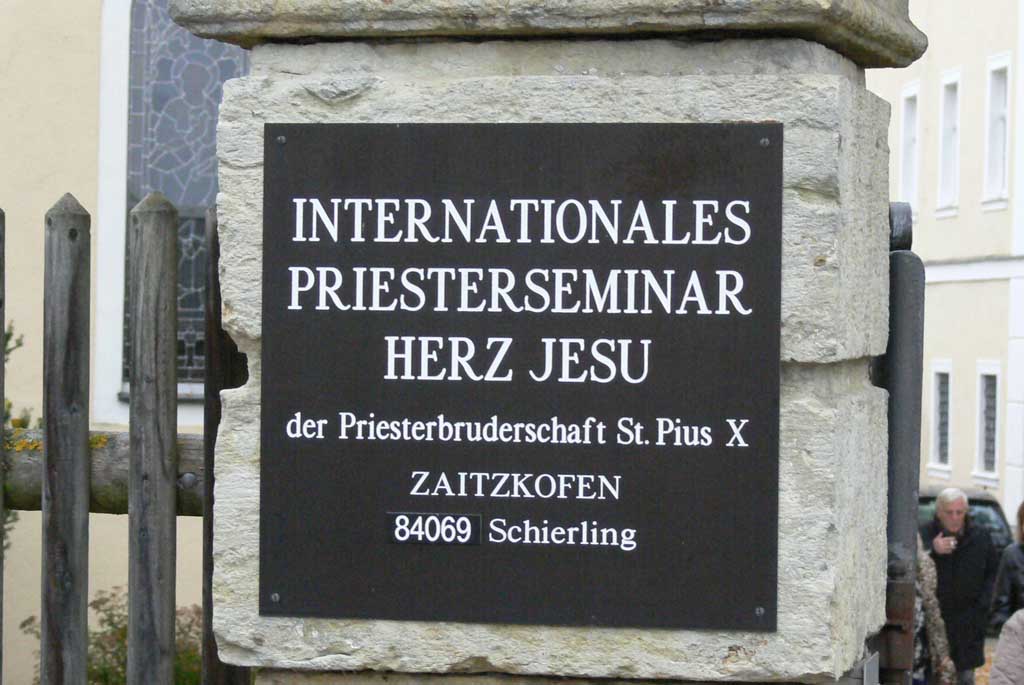 INTERNATIONALES
PRIESTERSEMINAR
HERZ JESU
der Priesterbruderschaft St. Pius X
ZAITZKOFEN
84069 Schierling